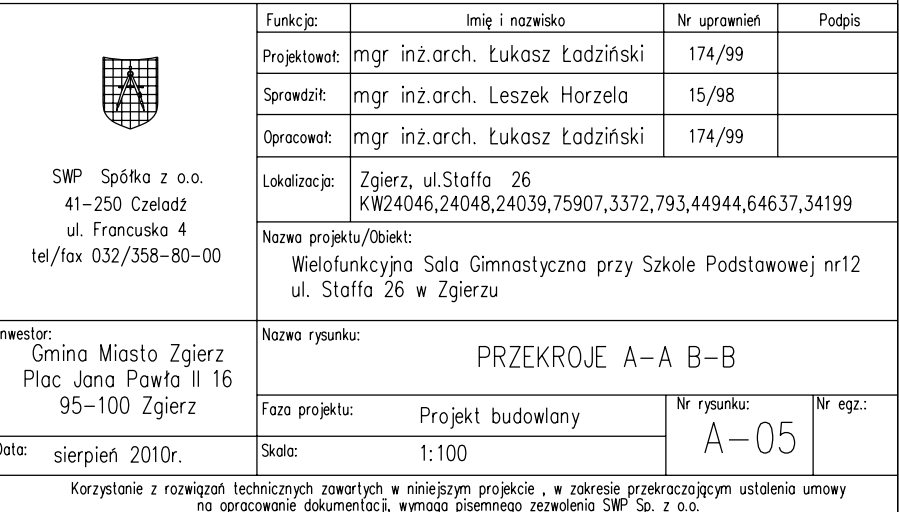 Funkcja: Imię i nazwisko Nr uprawnień Podpis
Projektował: mgr inż.arch. Łukasz Ładziński 174/99
Sprawdził: mgr inż.arch. Leszek Horzela 15/98
Opracował: mgr inż.arch. Łukasz Ładziński 174/99
SWP Spółka z o.o.
41-250 Czeladź
ul. Francuska 4
tel/fax 032/358-80-00
Lokalizacja: Zgierz, ul.Staffa 26
KW24046,24048,24039,75907,3372,793,44944,64637,34199
Nazwa projektu/Obiekt:
Wielofunkcyjna Sala Gimnastyczna przy Szkole Podstawowej nr12
ul. Staffa 26 w Zgierzu
nwestor:
Gmina Miasto Zgierz
Plac Jana Pawła II 16
95-100 Zgierz
Nazwa rysunku:
PRZEKROJE A-A B-B
Faza projektu: Projekt budowlany
Nr rysunku:
A-05
Nr egz.:
Data: sierpień 2010r.
Skala: 1:100
Korzystanie z rozwiązań technicznych zawartych w niniejszym projekcie , w zakresie przekraczającym ustalenia umowy
na opracowanie dokumentacji, wymaga pisemnego zezwolenia SWP Sp. z o.o.